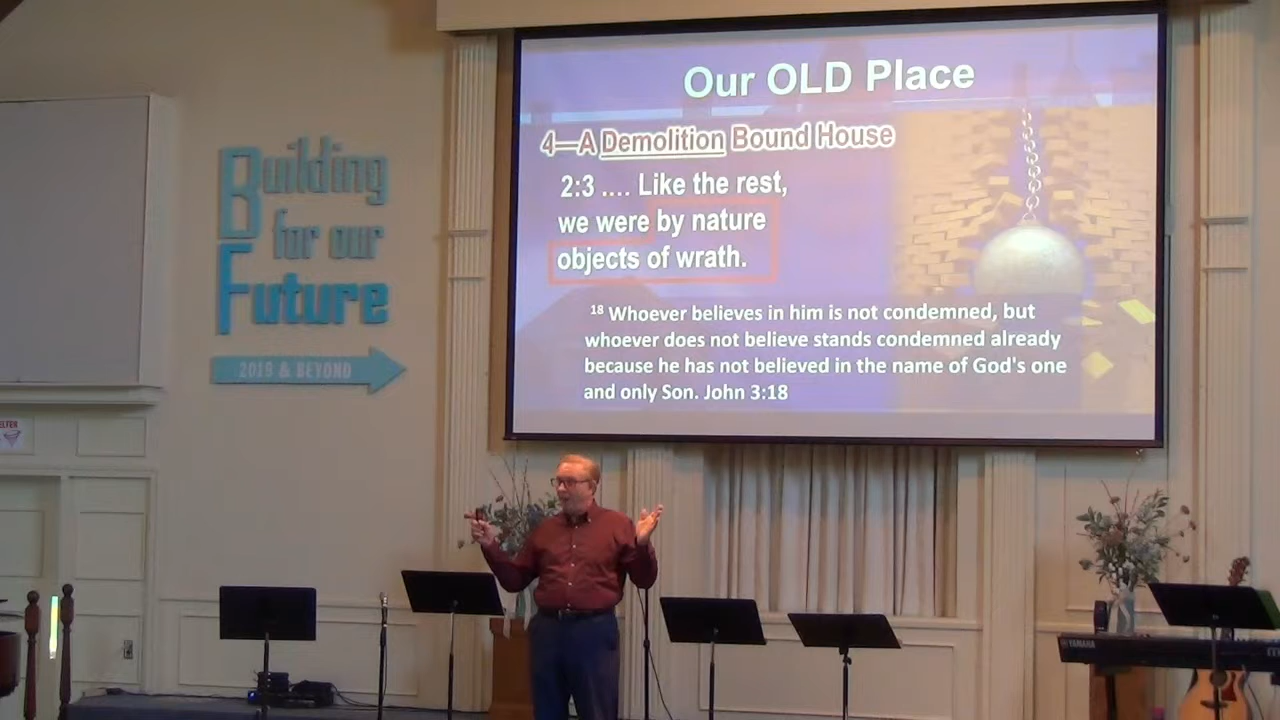 Building
for our
Future
2019 & BEYOND
Our OLD Place
4—A Demolition Bound House
2:3 .... Like the rest,
we were by nature
objects of wrath.
18 Whoever believes in him is not condemned, but
whoever does not believe stands condemned already
because he has not believed in the name of God's one
and only Son. John 3:18
YAMAHA